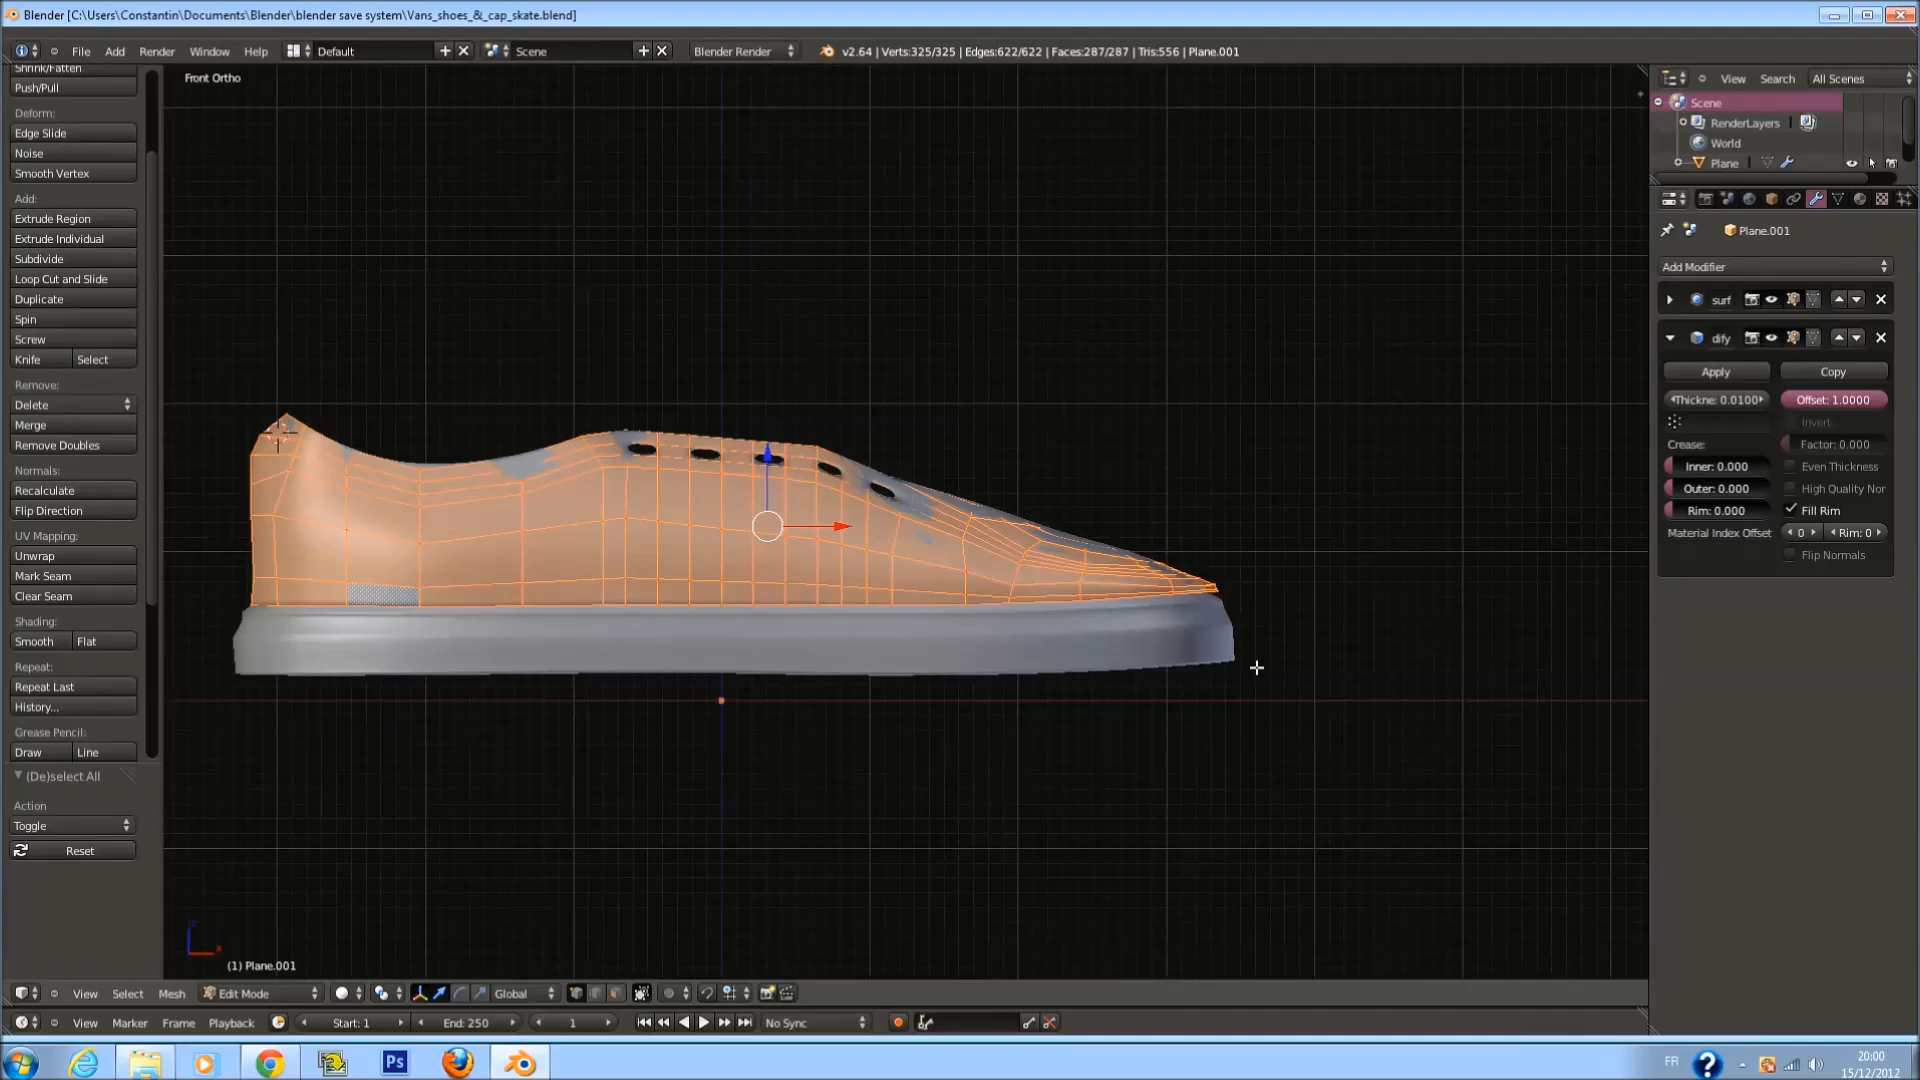 Blender [C:\Users\Constantin\Documents\Blender\blender save system\Vans_shoes_&_cap_skate.blend]
File Add Render Window Help Default Scene Blender Render v2.64 | Verts:325/325 | Edges:622/622 | Faces:287/287 | Tris:556 | Plane.001
Shrink/Fatten
Push/Pull
Deform:
Edge Slide
Noise
Smooth Vertex
Add:
Extrude Region
Extrude Individual
Subdivide
Loop Cut and Slide
Duplicate
Spin
Screw
Knife Select
Remove:
Delete
Merge
Remove Doubles
Normals:
Recalculate
Flip Direction
UV Mapping:
Unwrap
Mark Seam
Clear Seam
Shading:
Smooth Flat
Repeat:
Repeat Last
History...
Grease Pencil:
Draw Line
(De)select All
Action
Toggle
Reset
Front Ortho
(1) Plane.001
View Search All Scenes
Scene
RenderLayers
World
Plane
Plane.001
Add Modifier
surf
dify
Apply Copy
Thickne: 0.0100 Offset: 1.0000
Invert
Crease: Factor: 0.000
Inner: 0.000 Even Thickness
Outer: 0.000 High Quality Nor
Rim: 0.000 Fill Rim
Material Index Offset 0 Rim: 0
Flip Normals
View Select Mesh Edit Mode Global
View Marker Frame Playback Start: 1 End: 250 1 No Sync
Ps FR 20:00
15/12/2012